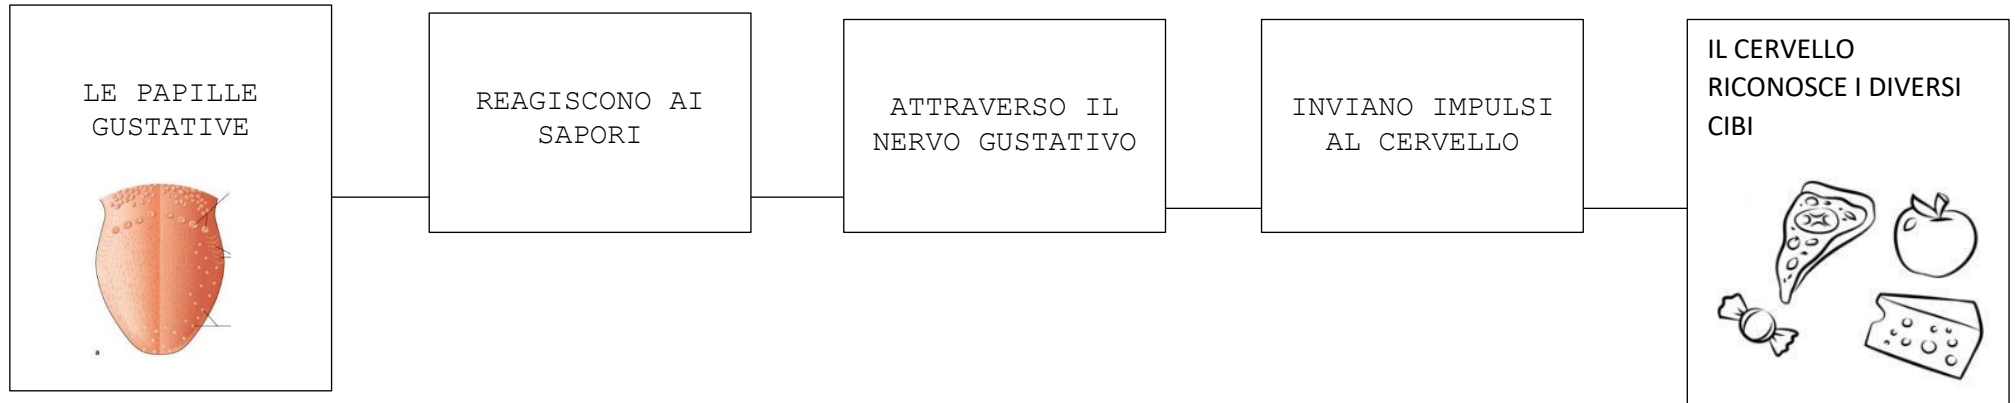 LE PAPILLE
GUSTATIVE
REAGISCONO AI
SAPORI
ATTRAVERSO IL
NERVO GUSTATIVO
INVIANO IMPULSI
AL CERVELLO
IL CERVELLO
RICONOSCE I DIVERSI
CIBI